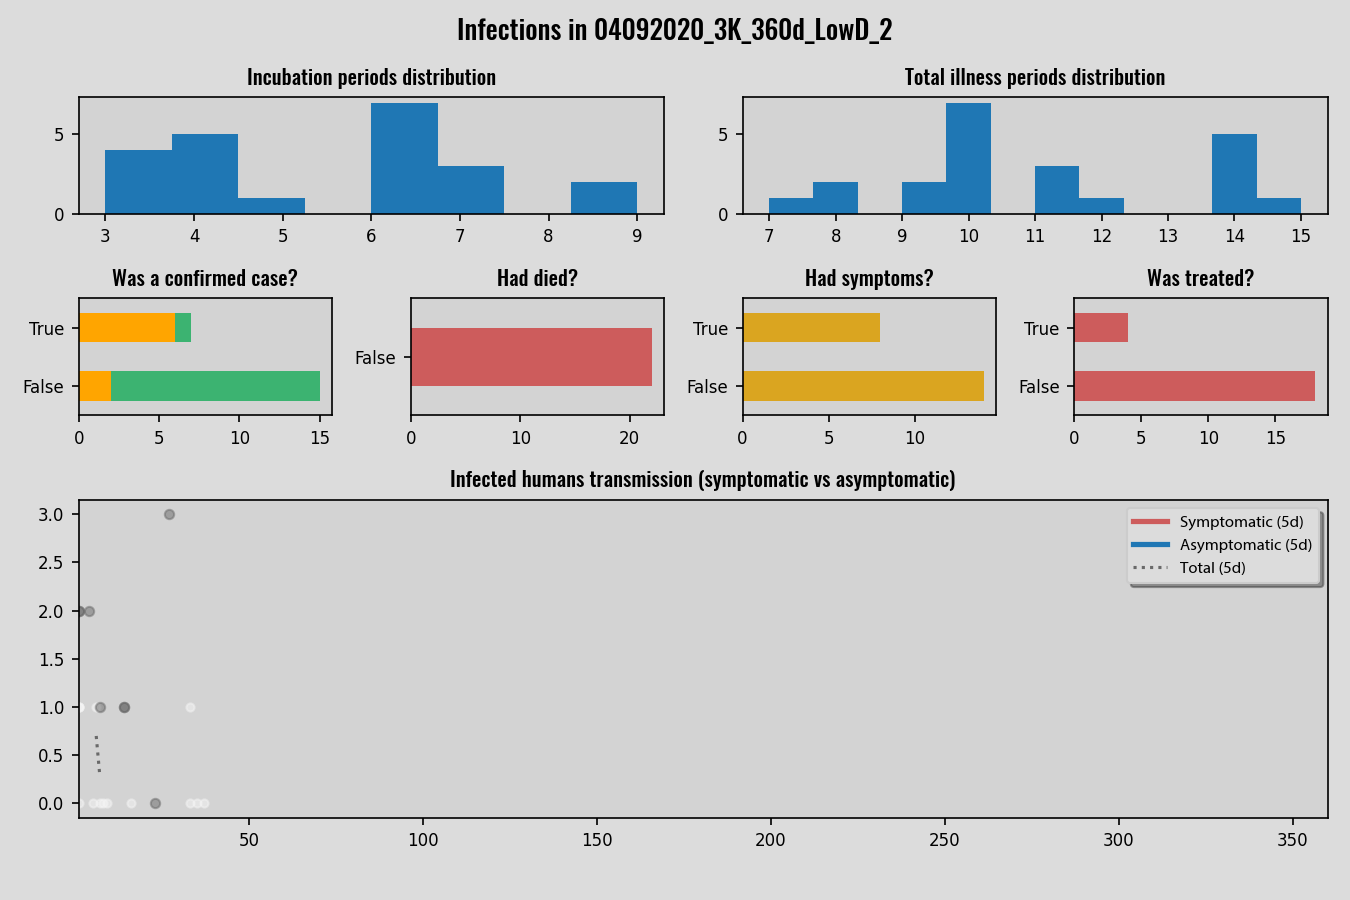 Infections in 04092020_3K_360d_LowD_2
Incubation periods distribution
Total illness periods distribution
5
0
3 4 5 6 7 8 9
5
0
7 8 9 10 11 12 13 14 15
Was a confirmed case?
Had died?
Had symptoms?
Was treated?
True
False
0 5 10 15
False
0 10 20
True
False
0 5 10
True
False
0 5 10 15
Infected humans transmission (symptomatic vs asymptomatic)
3.0
2.5
2.0
1.5
1.0
0.5
0.0
50 100 150 200 250 300 350
Symptomatic (5d)
Asymptomatic (5d)
Total (5d)